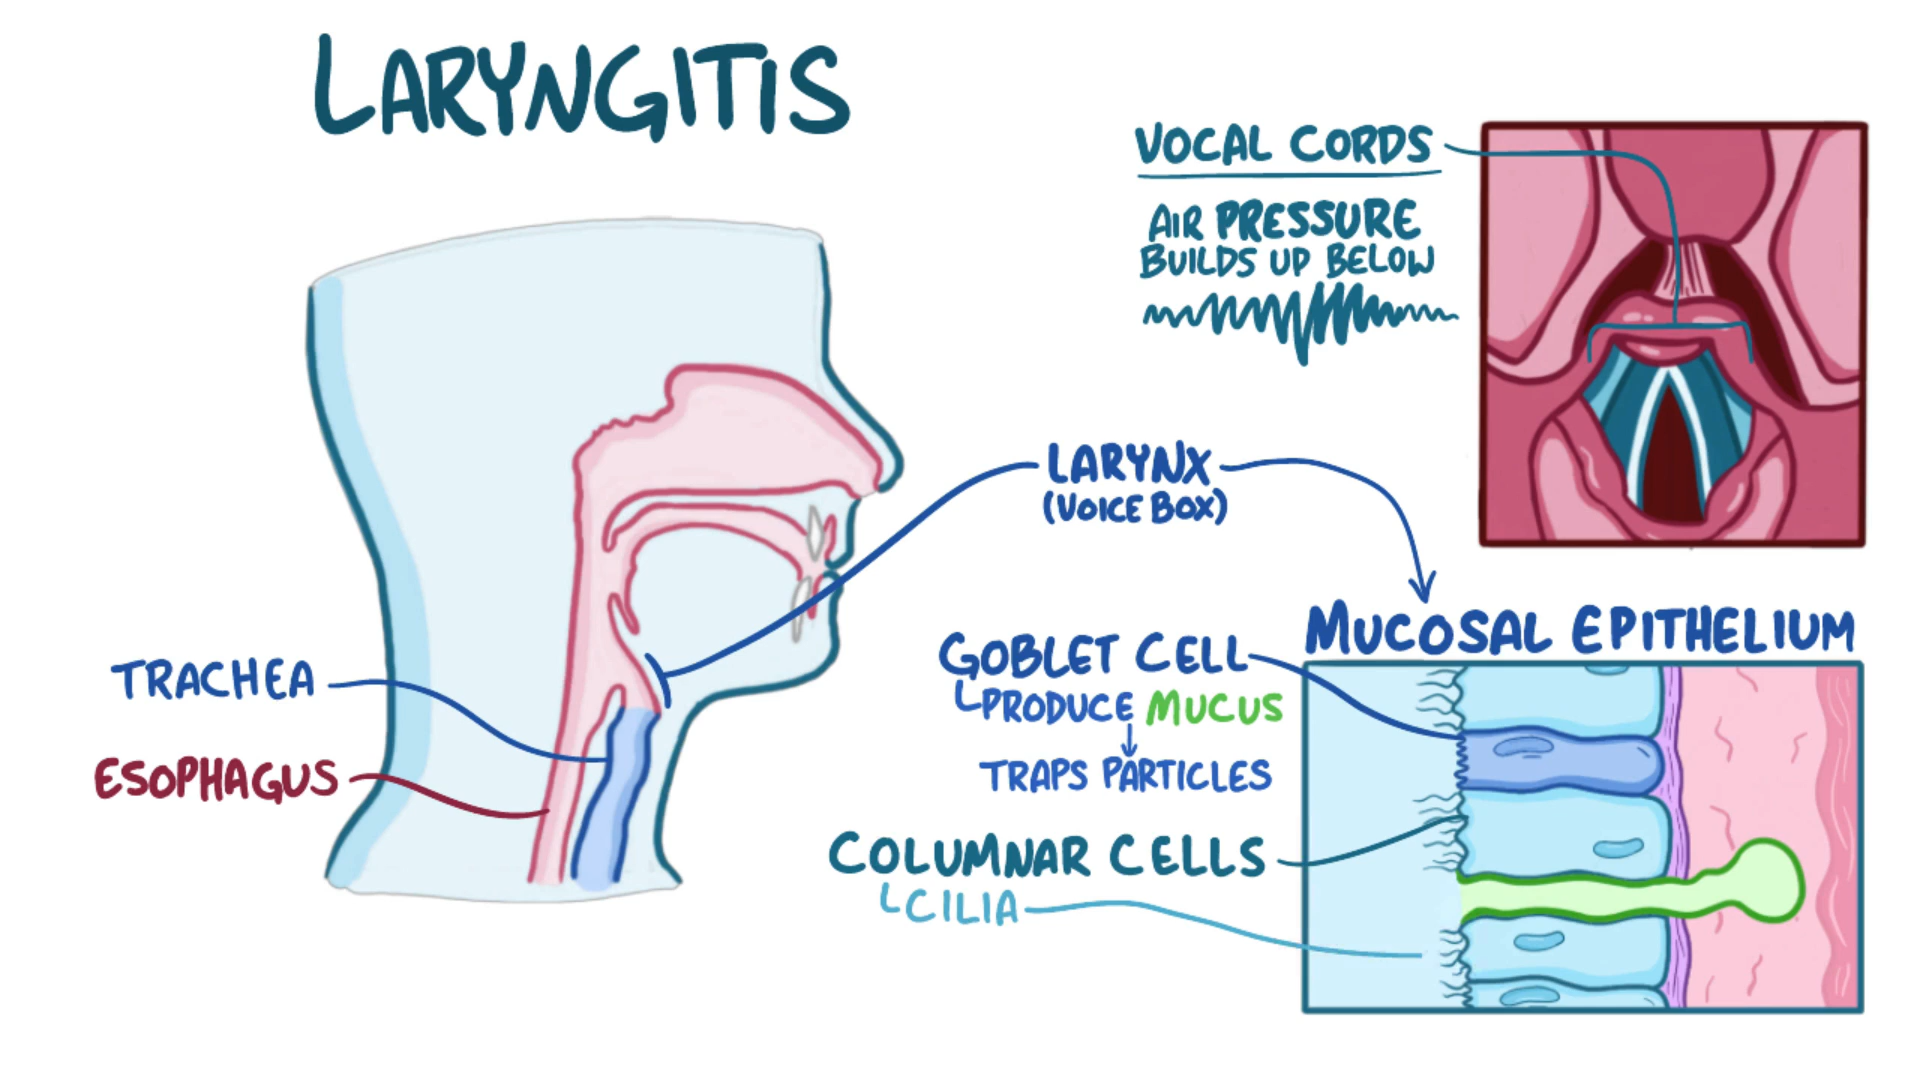 LARYNGITIS
VOCAL CORDS
AIR PRESSURE
BUILDS UP BELOW
LARYNX
(VOICE BOX)
MUCOSAL EPITHELIUM
GOBLET CELL
PRODUCE MUCUS
TRAPS PARTICLES
COLUMNAR CELLS
CILIA
TRACHEA
ESOPHAGUS